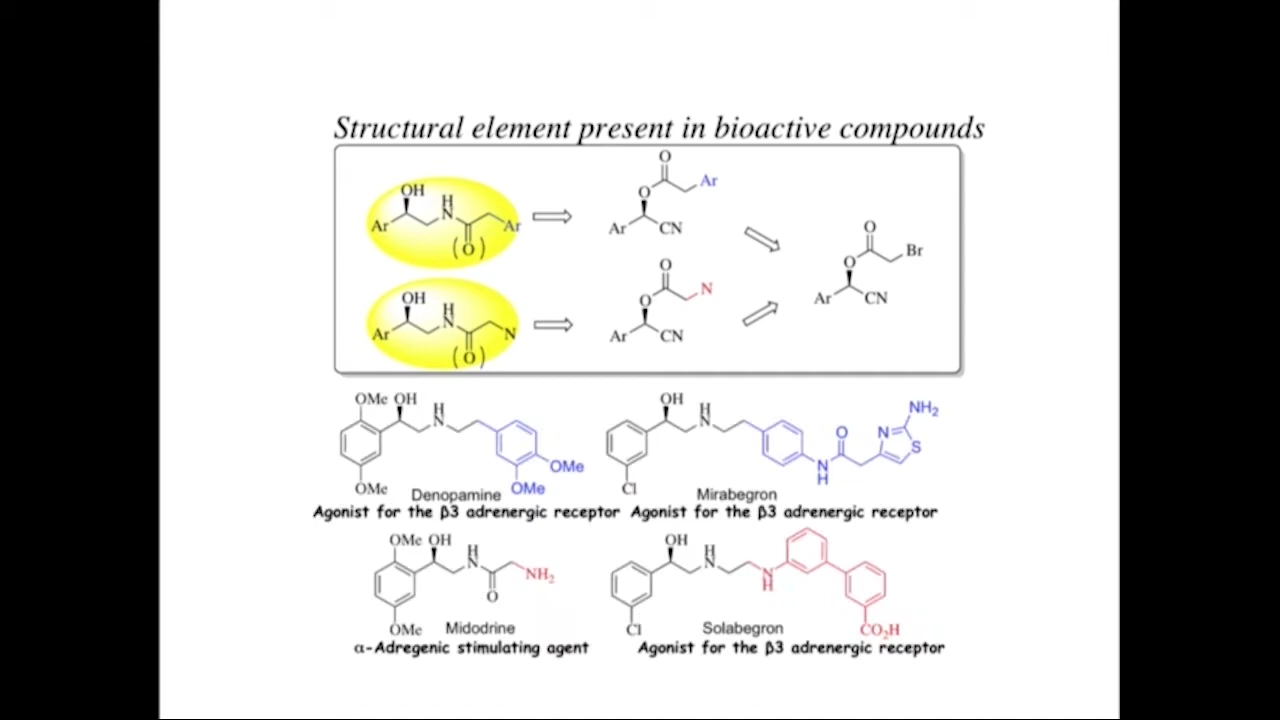 Structural element present in bioactive compounds
OH
H
N
Ar
Ar
(O)
O
O
Ar
Ar
CN
O
Br
O
Ar
CN
OH
H
N
Ar
N
(O)
O
O
N
Ar
CN
OMe OH
H
N
OMe
OMe
OMe
Denopamine
Agonist for the β3 adrenergic receptor
OH
H
N
Cl
O
N
H
N
S
NH2
Mirabegron
Agonist for the β3 adrenergic receptor
OMe OH
H
N
O
NH2
OMe
Midodrine
α-Adregenic stimulating agent
OH
H
N
N
H
Cl
CO2H
Solabegron
Agonist for the β3 adrenergic receptor